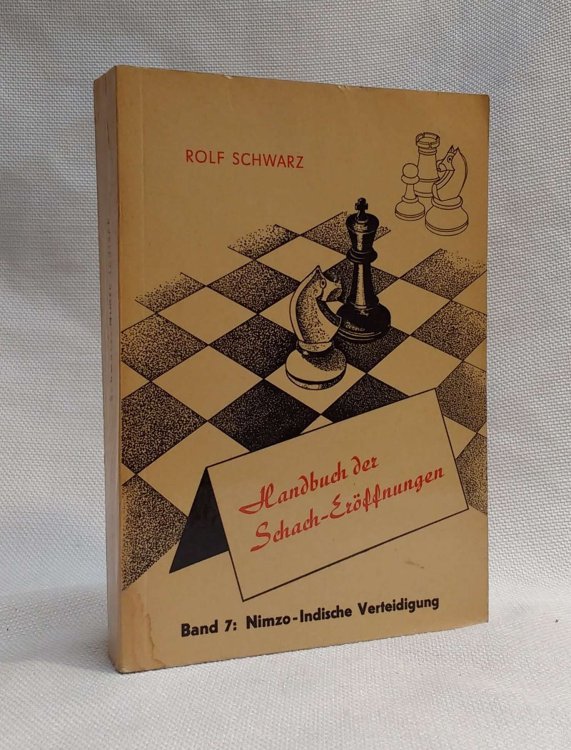 ROLF SCHWARZ
Handbuch der
Schach-Eröffnungen
Band 7: Nimzo-Indische Verteidigung